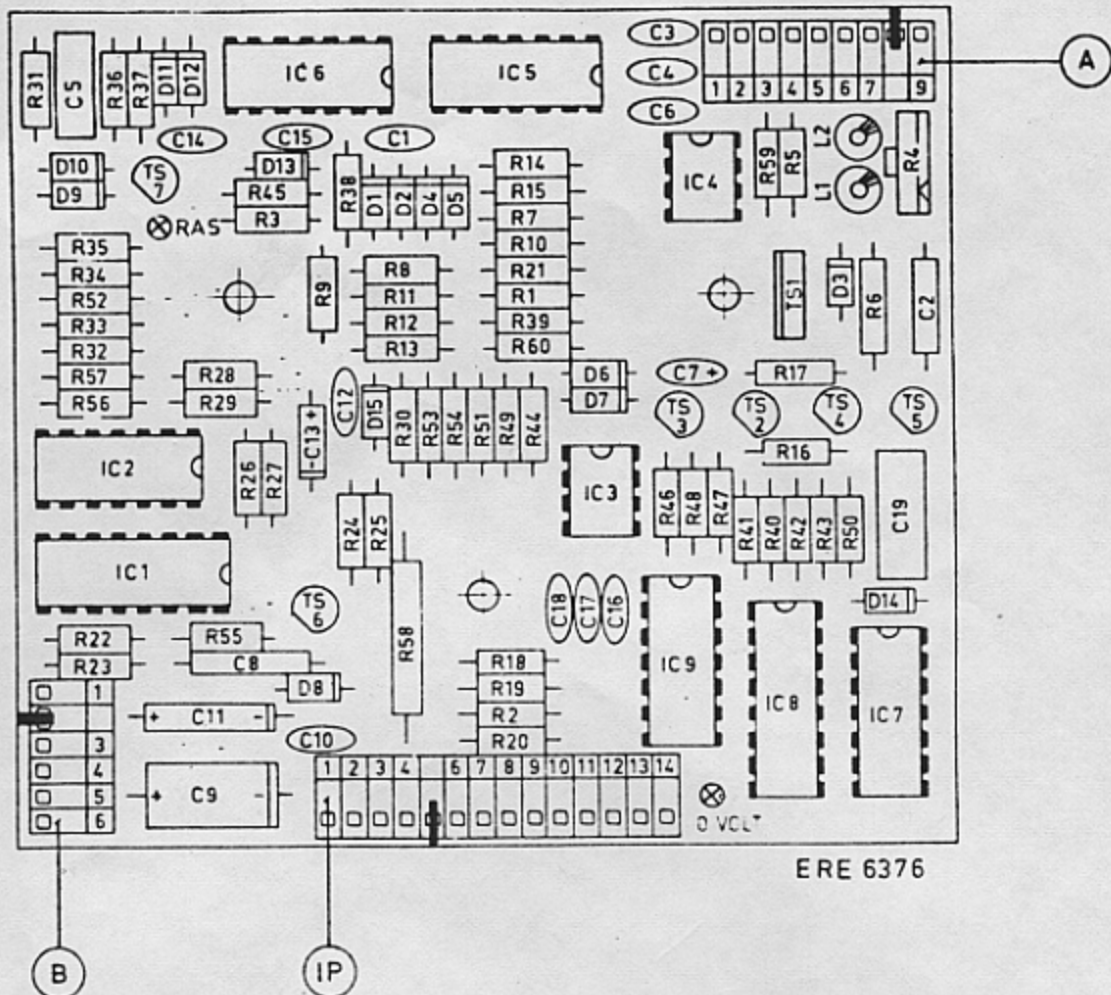 R31
C5
R36
R37
D11
D12
IC6
IC5
C3
C4
C6
1 2 3 4 5 6 7 9
A
C14
C15
C1
D10
D9
TS 7
D13
R45
R3
RAS
R38
D1
D2
D4
D5
R14
R15
R7
R10
R21
R1
R39
R60
IC4
R59
R5
L2
L1
R4
R35
R34
R52
R33
R32
R57
R56
R9
R8
R11
R12
R13
TS1
D3
R6
C2
R28
R29
C12
D15
R30
R53
R54
R51
R49
R44
D6
D7
C7 +
R17
TS 3
TS 2
TS 4
TS 5
R16
IC2
R26
R27
-C13 +
IC3
R46
R48
R47
R41
R40
R42
R43
R50
C19
R24
R25
IC1
TS 6
R58
C18
C17
C16
IC9
IC8
D14
IC7
R22
R23
R55
C8
D8
R18
R19
R2
R20
1
3
4
5
6
+ C11 -
C10
+ C9 -
1 2 3 4 6 7 8 9 10 11 12 13 14
0 VOLT
ERE 6376
B
IP